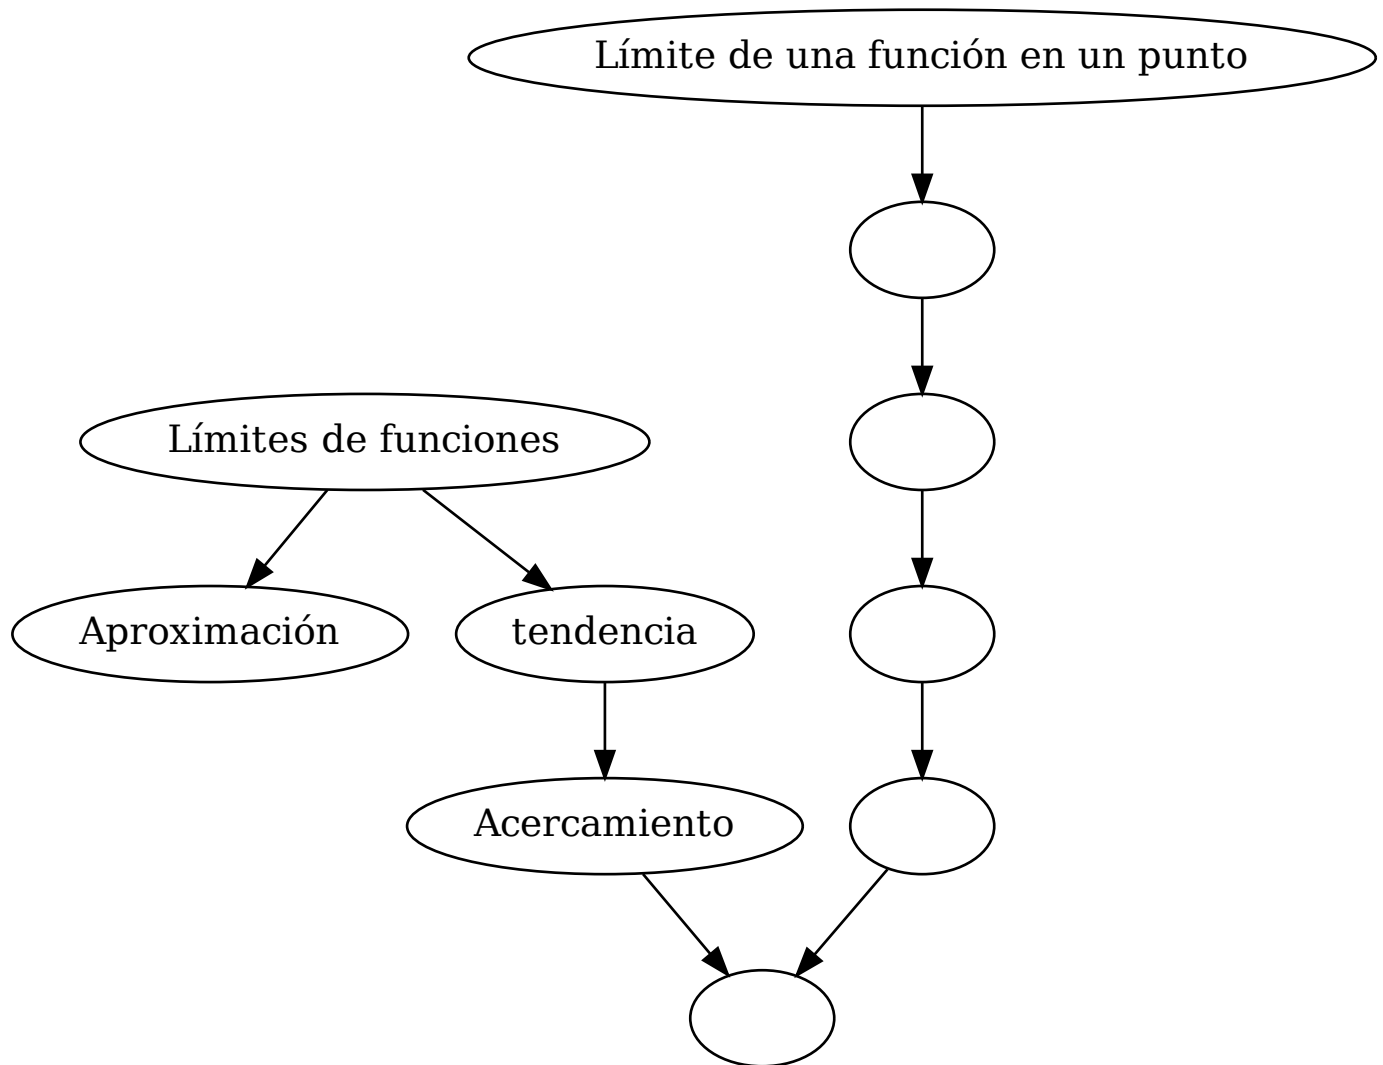 Límite de una función en un punto
Límites de funciones
Aproximación
tendencia
Acercamiento